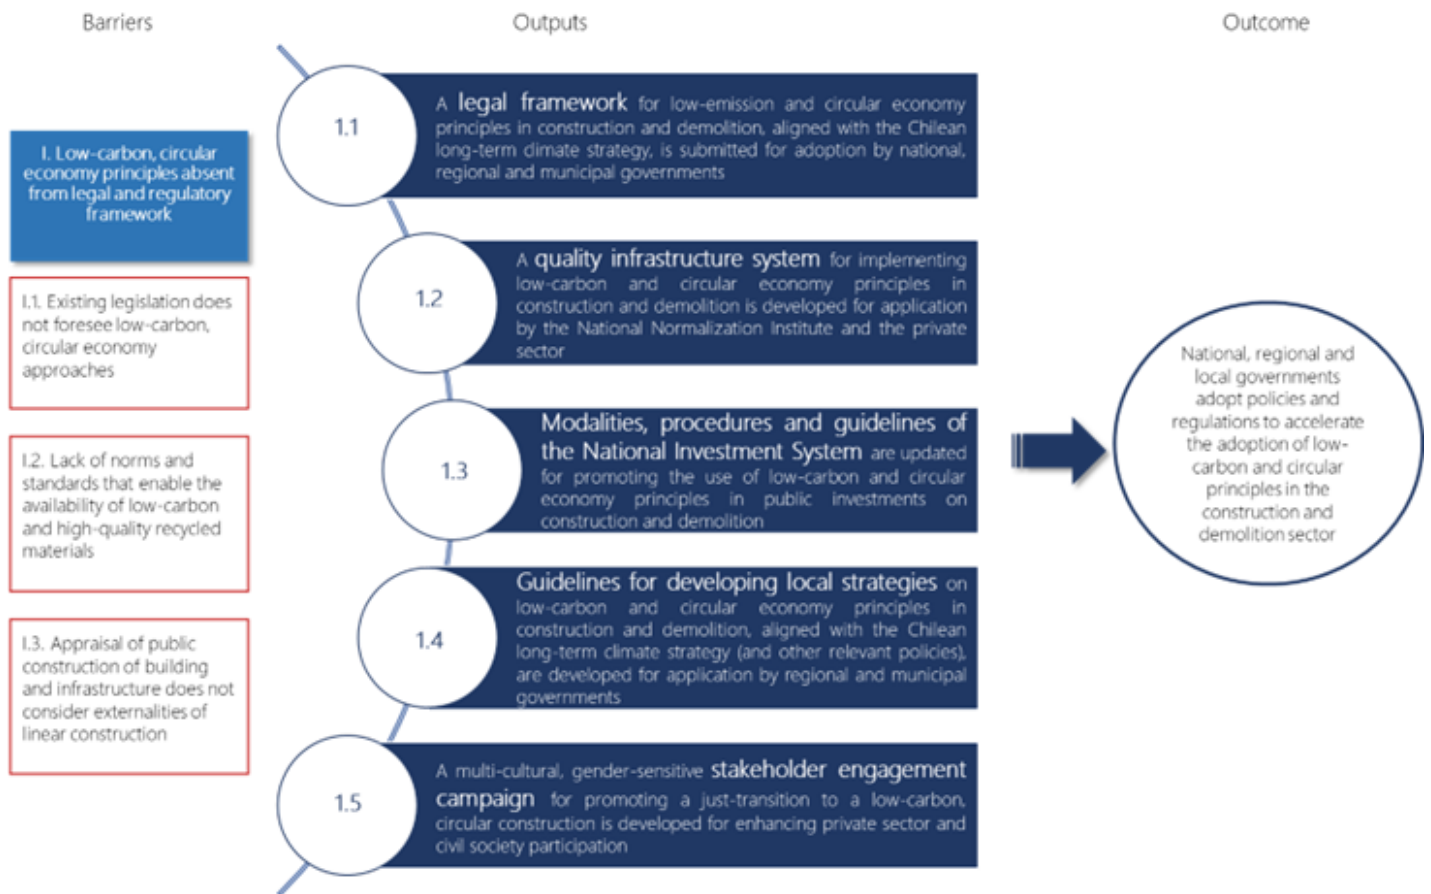 Barriers
Outputs
Outcome
I. Low-carbon, circular
economy principles absent
from legal and regulatory
framework
I.1. Existing legislation does
not foresee low-carbon,
circular economy
approaches
I.2. Lack of norms and
standards that enable the
availability of low-carbon
and high-quality recycled
materials
I.3. Appraisal of public
construction of building
and infrastructure does not
consider externalities of
linear construction
1.1
A legal framework for low-emission and circular economy
principles in construction and demolition, aligned with the Chilean
long-term climate strategy, is submitted for adoption by national,
regional and municipal governments
1.2
A quality infrastructure system for implementing
low-carbon and circular economy principles in
construction and demolition is developed for application
by the National Normalization Institute and the private
sector
1.3
Modalities, procedures and guidelines of
the National Investment System are updated
for promoting the use of low-carbon and circular
economy principles in public investments on
construction and demolition
1.4
Guidelines for developing local strategies on
low-carbon and circular economy principles in
construction and demolition, aligned with the Chilean
long-term climate strategy (and other relevant policies),
are developed for application by regional and municipal
governments
1.5
A multi-cultural, gender-sensitive stakeholder engagement
campaign for promoting a just-transition to a low-carbon,
circular construction is developed for enhancing private sector and
civil society participation
National, regional and
local governments
adopt policies and
regulations to accelerate
the adoption of low-
carbon and circular
principles in the
construction and
demolition sector